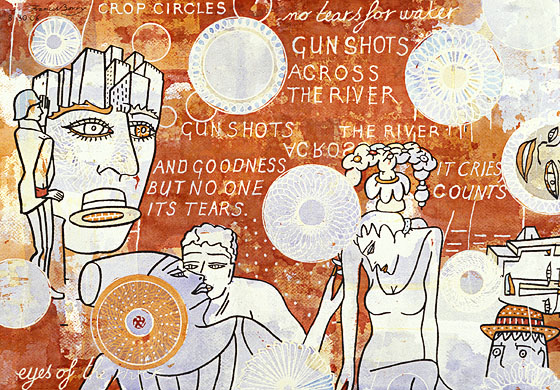 CROP CIRCLES
no tears for water
GUNSHOTS
ACROSS
THE RIVER
GUNSHOTS THE RIVER
ACROSS
AND GOODNESS
BUT NO ONE
ITS TEARS.
IT CRIES
COUNTS
eyes of